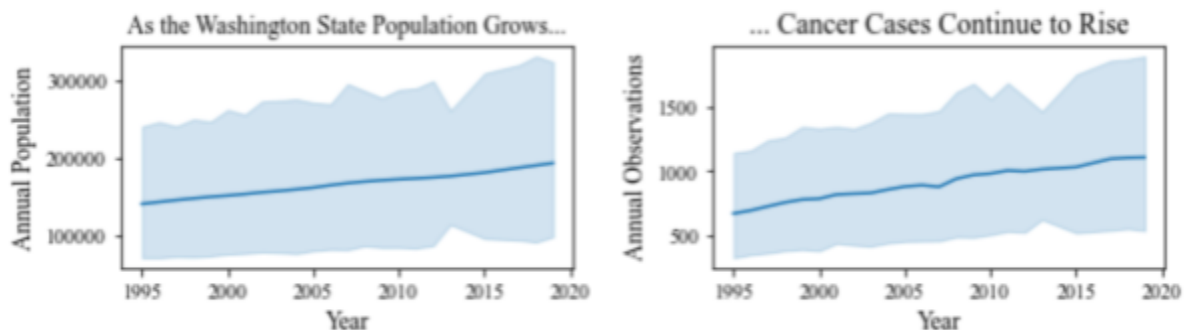 As the Washington State Population Grows...
300000
200000
100000
Annual Population
1995 2000 2005 2010 2015 2020
Year
... Cancer Cases Continue to Rise
1500
1000
500
Annual Observations
1995 2000 2005 2010 2015 2020
Year